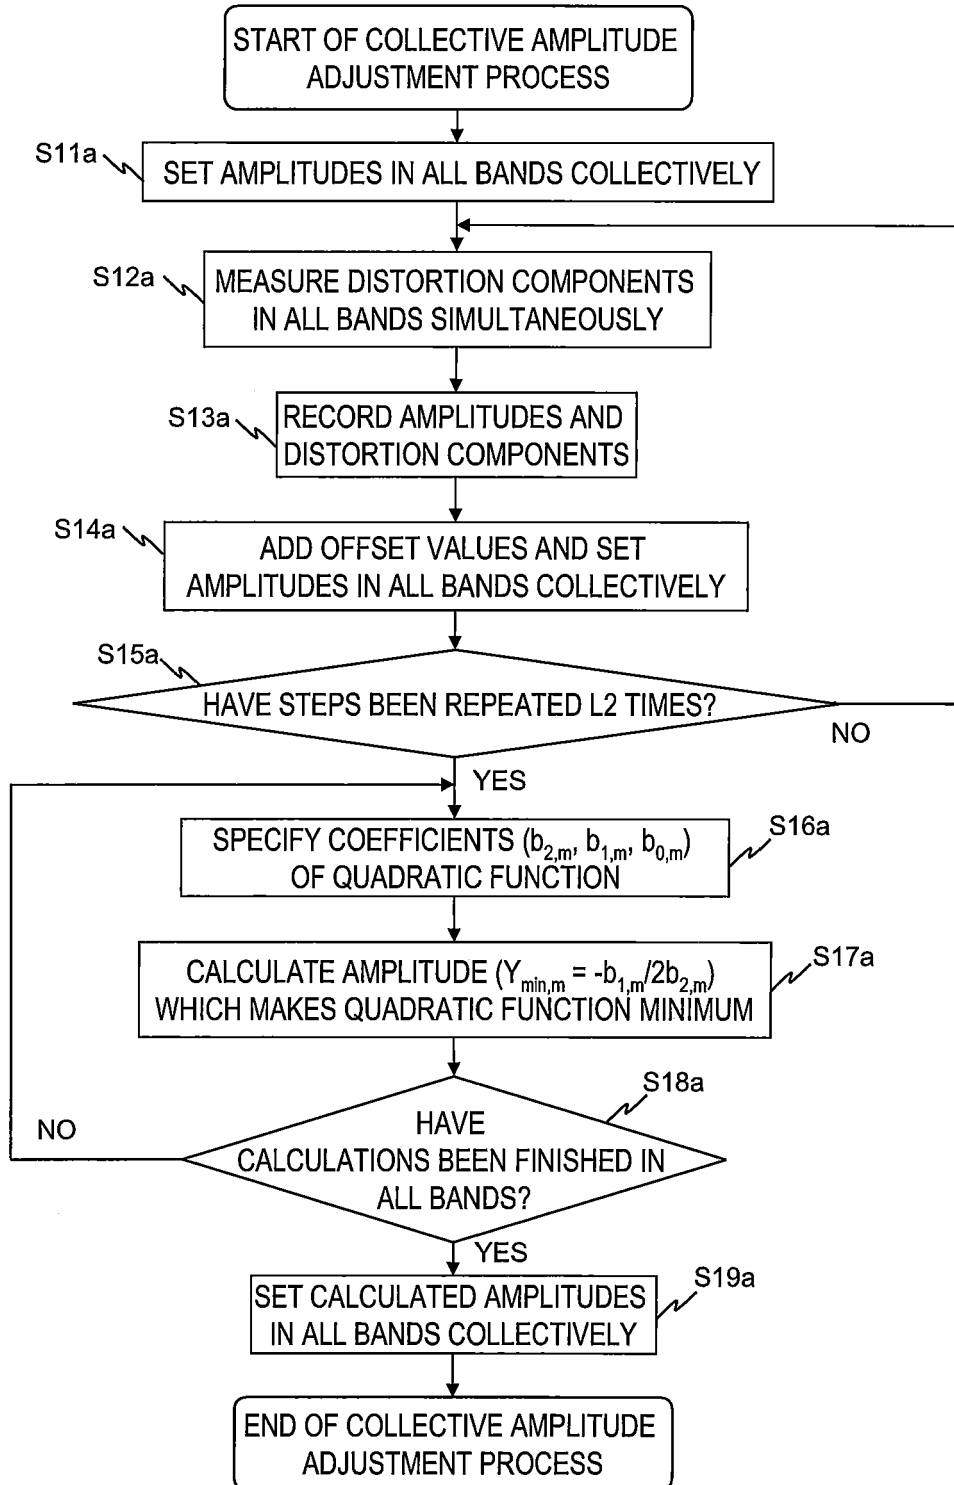 START OF COLLECTIVE AMPLITUDE
ADJUSTMENT PROCESS
S11a
SET AMPLITUDES IN ALL BANDS COLLECTIVELY
S12a
MEASURE DISTORTION COMPONENTS
IN ALL BANDS SIMULTANEOUSLY
S13a
RECORD AMPLITUDES AND
DISTORTION COMPONENTS
S14a
ADD OFFSET VALUES AND SET
AMPLITUDES IN ALL BANDS COLLECTIVELY
S15a
HAVE STEPS BEEN REPEATED L2 TIMES?
NO
YES
S16a
SPECIFY COEFFICIENTS (b2,m, b1,m, b0,m)
OF QUADRATIC FUNCTION
S17a
CALCULATE AMPLITUDE (Ymin,m = -b1,m/2b2,m)
WHICH MAKES QUADRATIC FUNCTION MINIMUM
S18a
NO
HAVE
CALCULATIONS BEEN FINISHED IN
ALL BANDS?
YES
S19a
SET CALCULATED AMPLITUDES
IN ALL BANDS COLLECTIVELY
END OF COLLECTIVE AMPLITUDE
ADJUSTMENT PROCESS